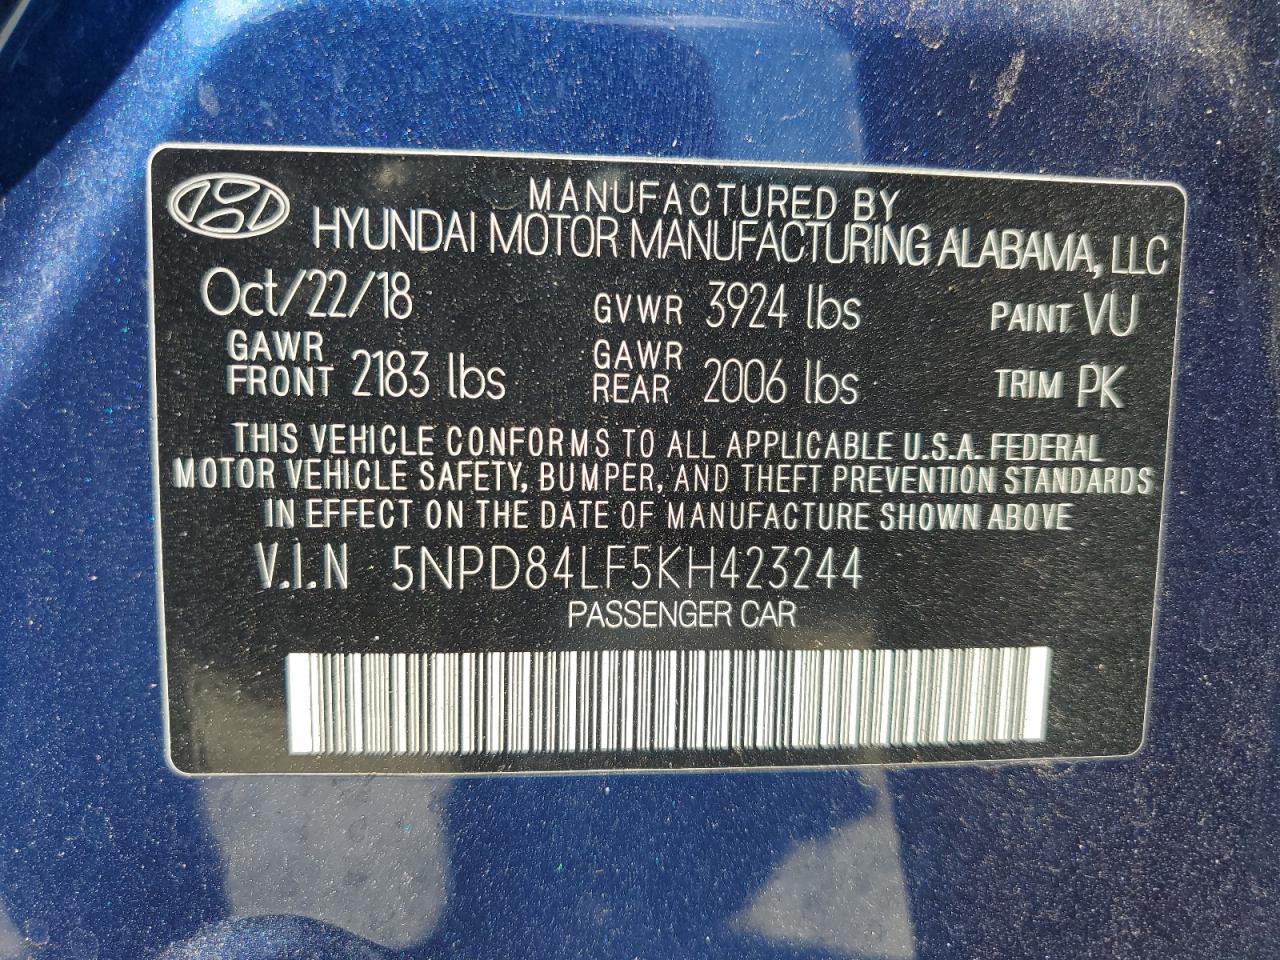 MANUFACTURED BY
HYUNDAI MOTOR MANUFACTURING ALABAMA, LLC
Oct/22/18 GVWR 3924 lbs PAINT VU
GAWR FRONT 2183 lbs GAWR REAR 2006 lbs TRIM PK
THIS VEHICLE CONFORMS TO ALL APPLICABLE U.S.A. FEDERAL
MOTOR VEHICLE SAFETY, BUMPER, AND THEFT PREVENTION STANDARDS
IN EFFECT ON THE DATE OF MANUFACTURE SHOWN ABOVE
V.I.N 5NPD84LF5KH423244
PASSENGER CAR